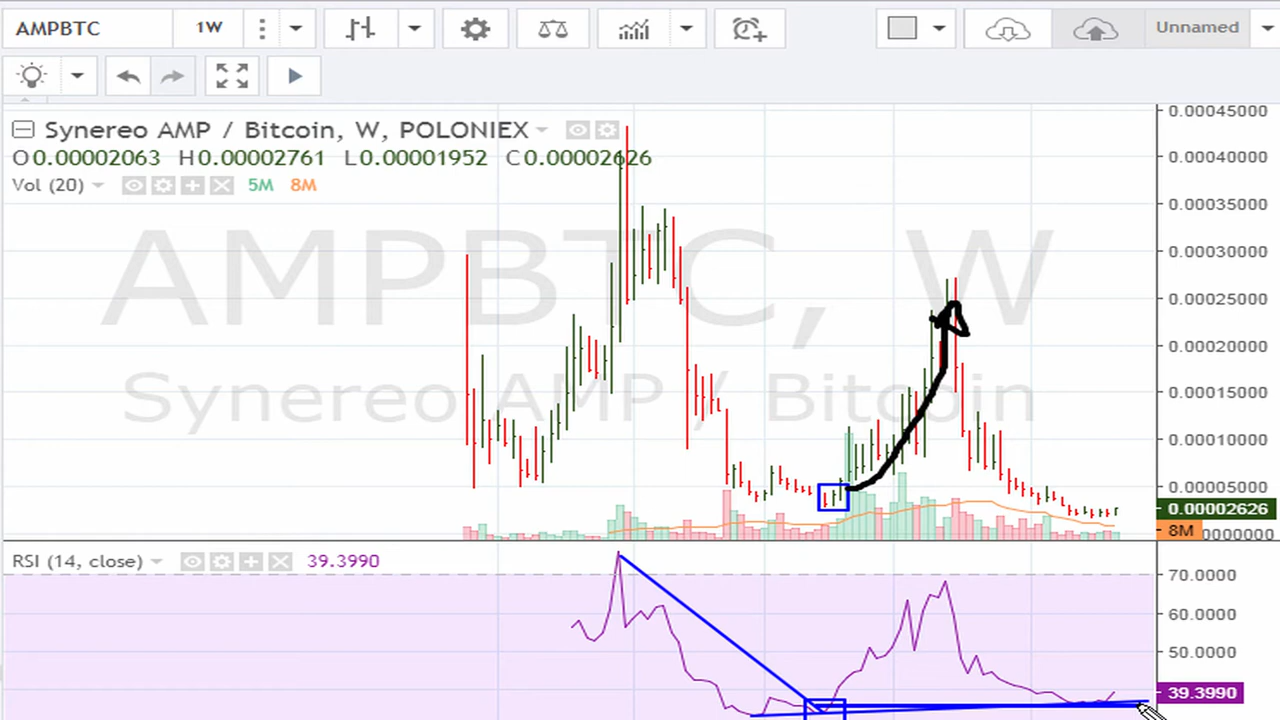 AMPBTC 1W Unnamed
Synereo AMP / Bitcoin, W, POLONIEX
O0.00002063 H0.00002761 L0.00001952 C0.00002626
Vol (20) 5M 8M
AMPBTC, W
Synereo AMP / Bitcoin
0.00045000
0.00040000
0.00035000
0.00030000
0.00025000
0.00020000
0.00015000
0.00010000
0.00005000
0.00002626
8M
RSI (14, close) 39.3990
70.0000
60.0000
50.0000
39.3990